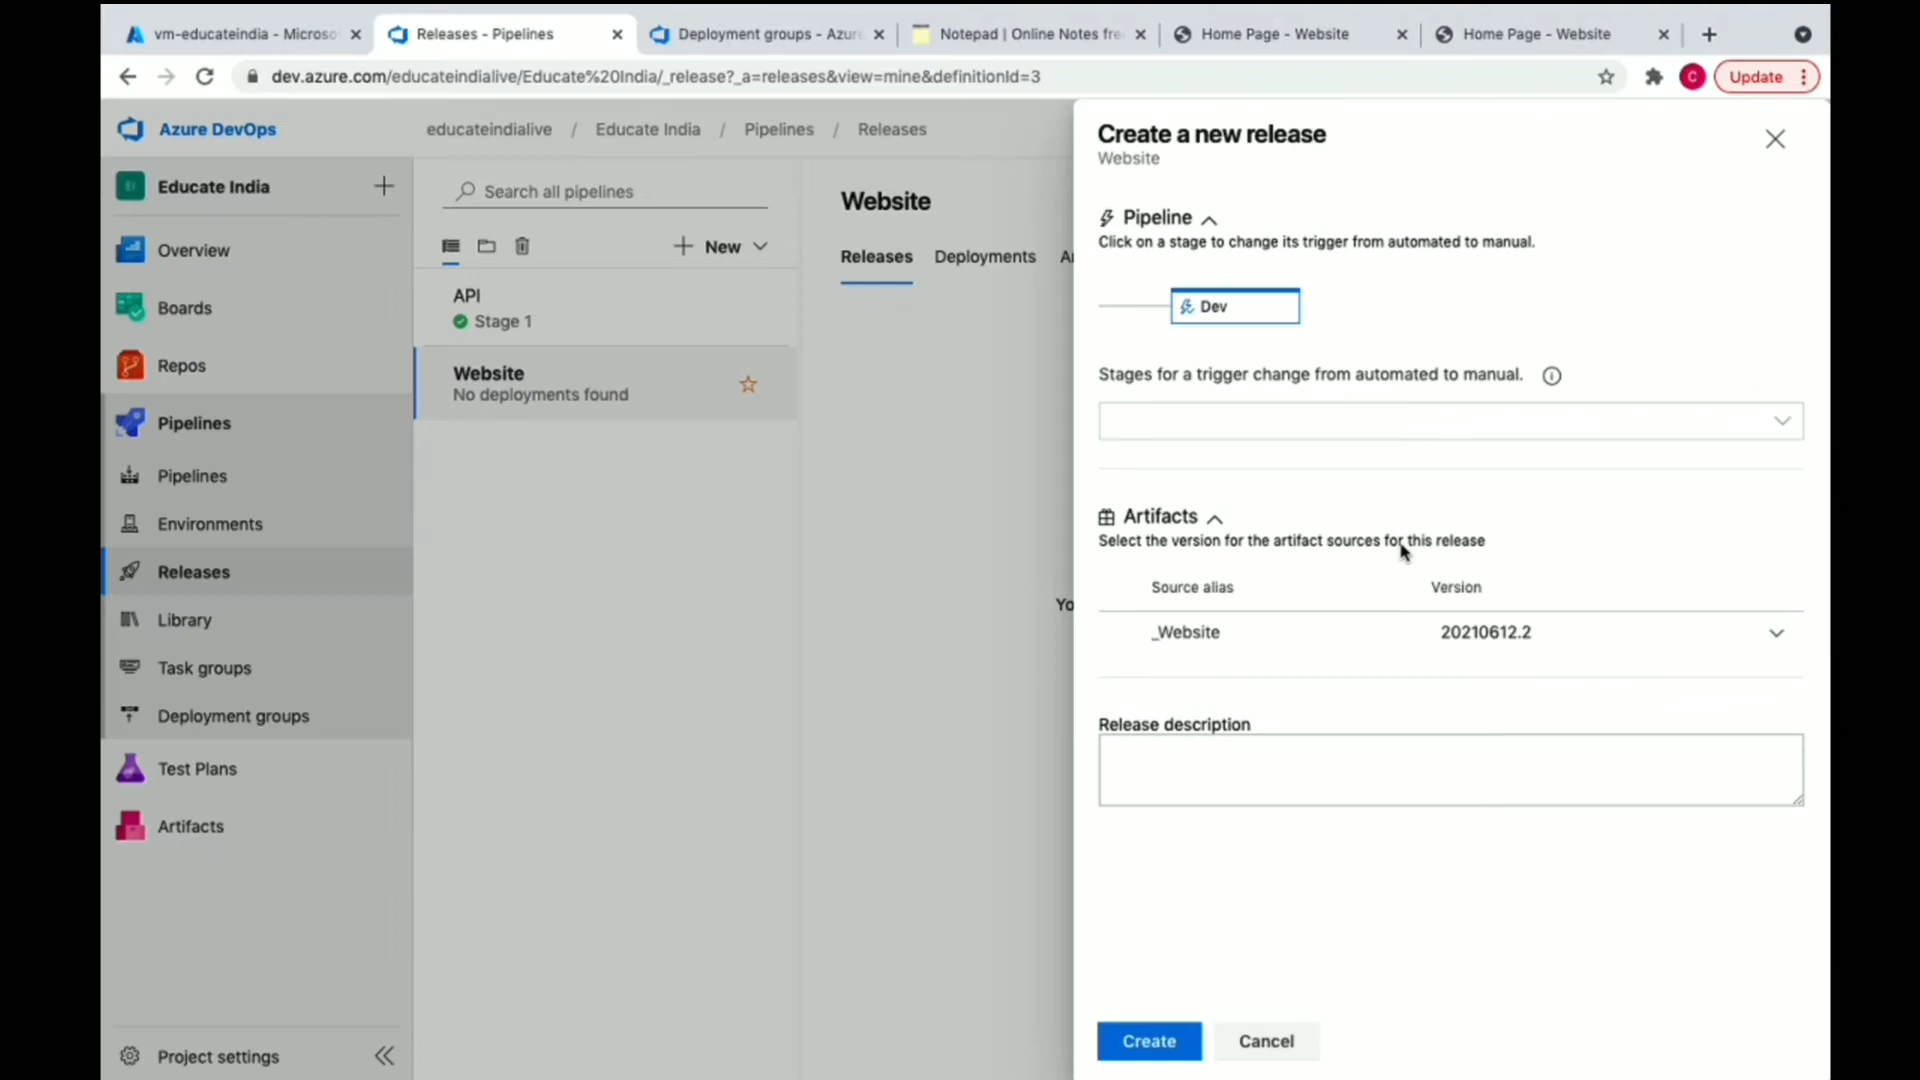 vm-educateindia - Microso
Releases - Pipelines
Deployment groups - Azure
Notepad | Online Notes fre
Home Page - Website
Home Page - Website
dev.azure.com/educateindialive/Educate%20India/_release?_a=releases&view=mine&definitionId=3
C
Update
Azure DevOps
educateindialive / Educate India / Pipelines / Releases
EI
Educate India
Overview
Boards
Repos
Pipelines
Pipelines
Environments
Releases
Library
Task groups
Deployment groups
Test Plans
Artifacts
Project settings
Search all pipelines
New
API
Stage 1
Website
No deployments found
Website
Releases
Deployments
An
Yo
Create a new release
Website
Pipeline
Click on a stage to change its trigger from automated to manual.
Dev
Stages for a trigger change from automated to manual.
Artifacts
Select the version for the artifact sources for this release
Source alias
Version
_Website
20210612.2
Release description
Create
Cancel